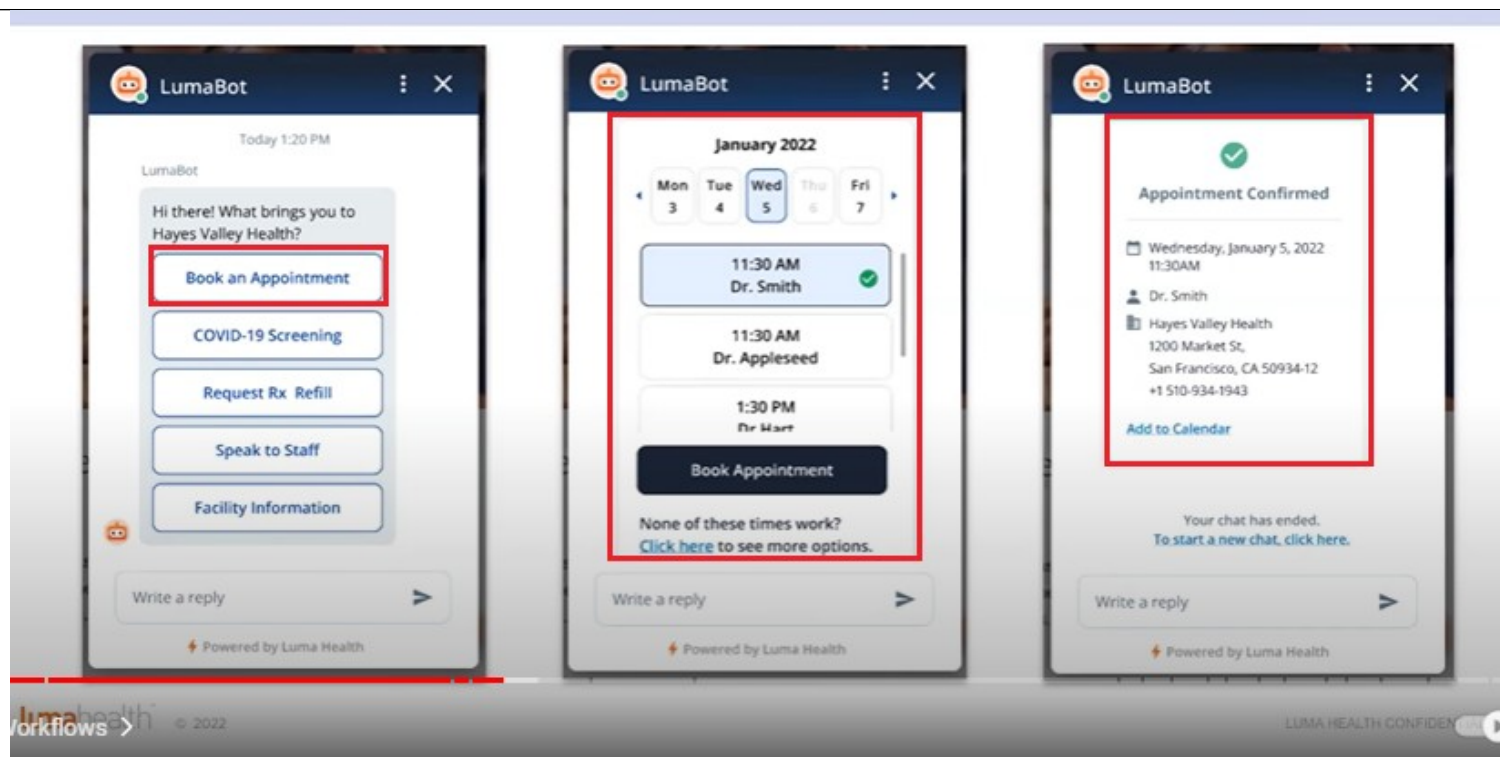 LumaBot
Today 1:20 PM
LumaBot
Hi there! What brings you to
Hayes Valley Health?
Book an Appointment
COVID-19 Screening
Request Rx Refill
Speak to Staff
Facility Information
Write a reply
Powered by Luma Health
LumaBot
January 2022
Mon Tue Wed Thu Fri
3 4 5 6 7
11:30 AM
Dr. Smith
11:30 AM
Dr. Appleseed
1:30 PM
Dr Hart
Book Appointment
None of these times work?
Click here to see more options.
Write a reply
Powered by Luma Health
LumaBot
Appointment Confirmed
Wednesday, January 5, 2022
11:30AM
Dr. Smith
Hayes Valley Health
1200 Market St,
San Francisco, CA 50934-12
+1 510-934-1943
Add to Calendar
Your chat has ended.
To start a new chat, click here.
Write a reply
Powered by Luma Health
lumahealth © 2022
orkflows
LUMA HEALTH CONFIDEN